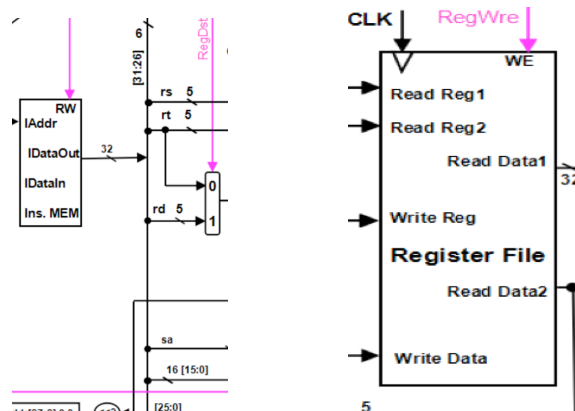 6
[31:26]
RegDst
RW
IAddr
IDataOut
IDataIn
Ins. MEM
32
rs 5
rt 5
0
1
rd 5
sa
16 [15:0]
[25:0]
CLK
RegWre
WE
Read Reg1
Read Reg2
Read Data1
32
Write Reg
Register File
Read Data2
Write Data
5